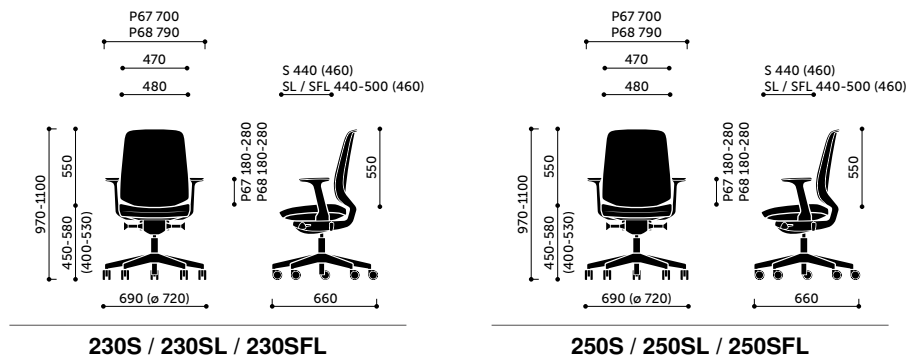 P67 700
P68 790
470
480
S 440 (460)
SL / SFL 440-500 (460)
970-1100
550
450-580
(400-530)
P67 180-280
P68 180-280
550
690 (ø 720)
660
230S / 230SL / 230SFL
P67 700
P68 790
470
480
S 440 (460)
SL / SFL 440-500 (460)
970-1100
550
450-580
(400-530)
P67 180-280
P68 180-280
550
690 (ø 720)
660
250S / 250SL / 250SFL